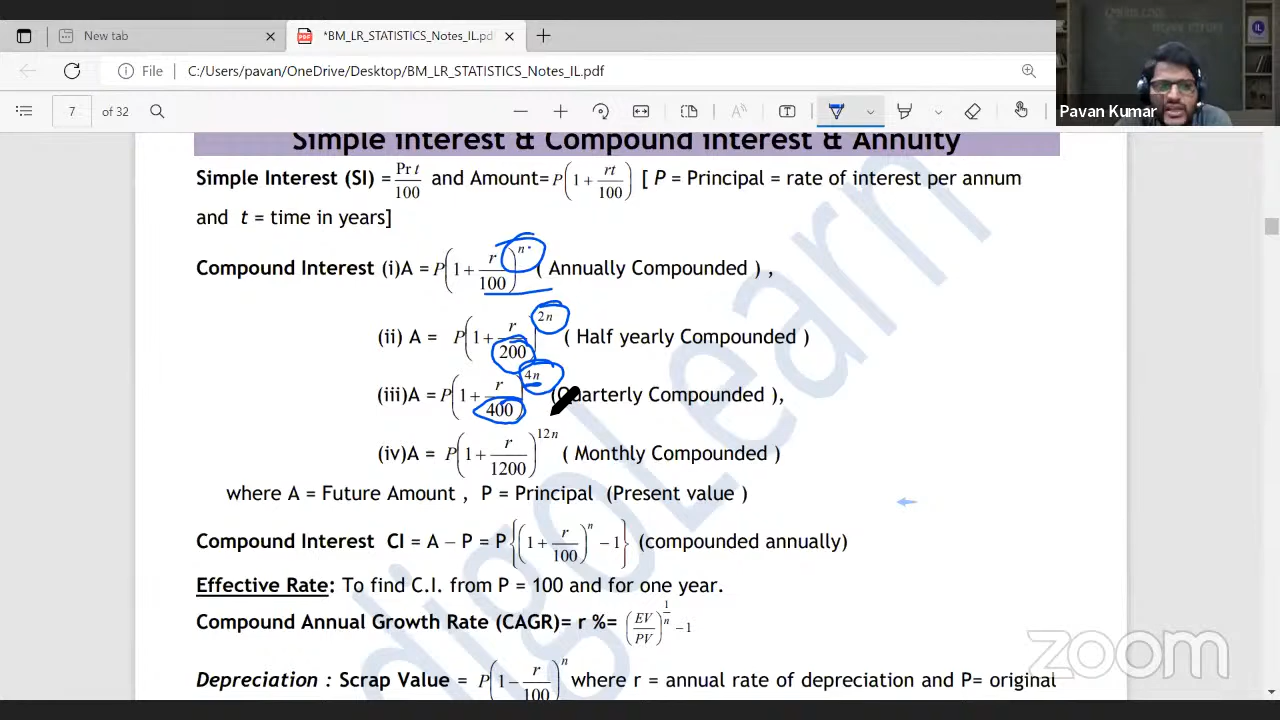 New tab
*BM_LR_STATISTICS_Notes_IL.pdf
File C:/Users/pavan/OneDrive/Desktop/BM_LR_STATISTICS_Notes_IL.pdf
7 of 32
Pavan Kumar
IL
Simple interest & Compound interest & Annuity
Simple Interest (SI) = Pr t/100 and Amount= P(1 + rt/100) [ P = Principal = rate of interest per annum
and t = time in years]
Compound Interest (i)A = P(1 + r/100)^n ( Annually Compounded ) ,
(ii) A = P(1 + r/200)^2n ( Half yearly Compounded )
(iii)A = P(1 + r/400)^4n (Quarterly Compounded ),
(iv)A = P(1 + r/1200)^12n ( Monthly Compounded )
where A = Future Amount , P = Principal (Present value )
Compound Interest CI = A – P = P{(1 + r/100)^n – 1} (compounded annually)
Effective Rate: To find C.I. from P = 100 and for one year.
Compound Annual Growth Rate (CAGR)= r %= (EV/PV)^1/n – 1
Depreciation : Scrap Value = P(1 – r/100)^n where r = annual rate of depreciation and P= original
digoLearn
zoom